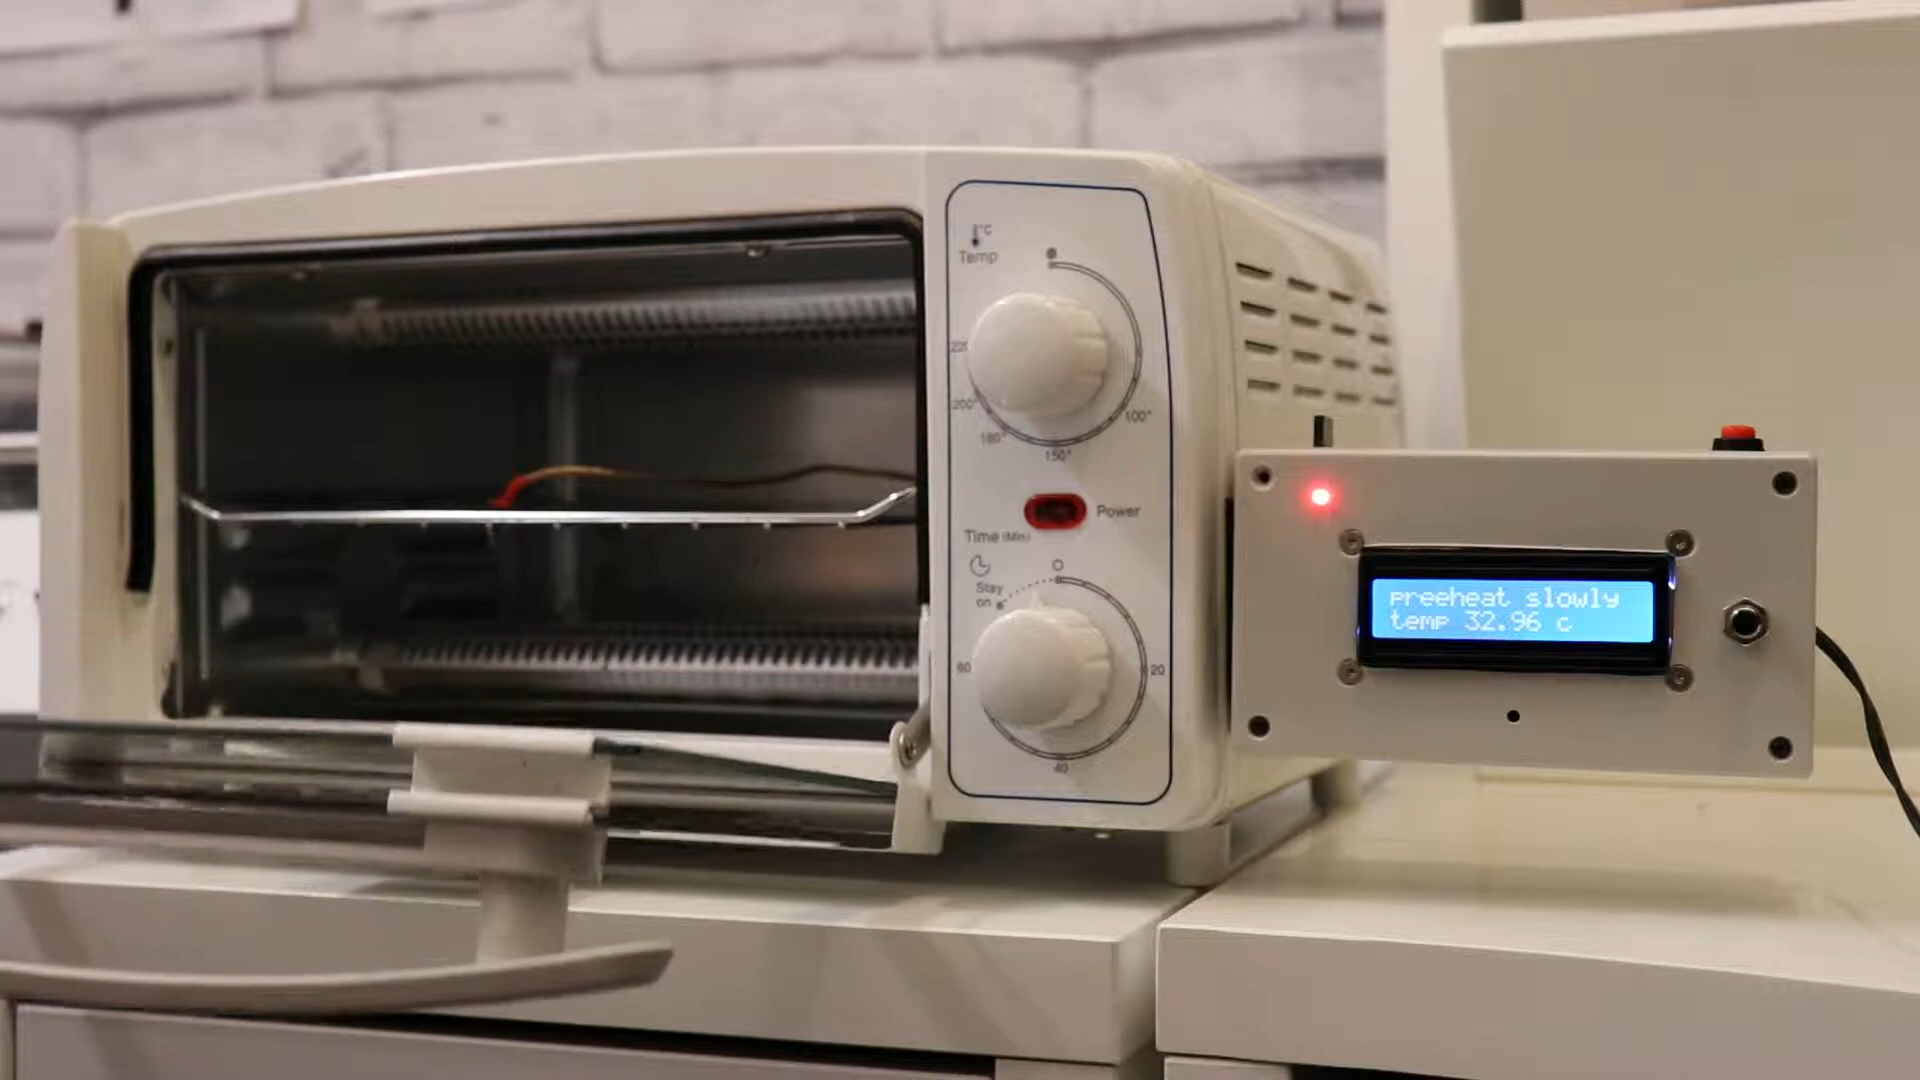 °C
Temp
220
200°
180°
150°
100°
Power
Time (Min)
O
Stay
on
60
20
40
preeheat slowly
temp 32.96 c